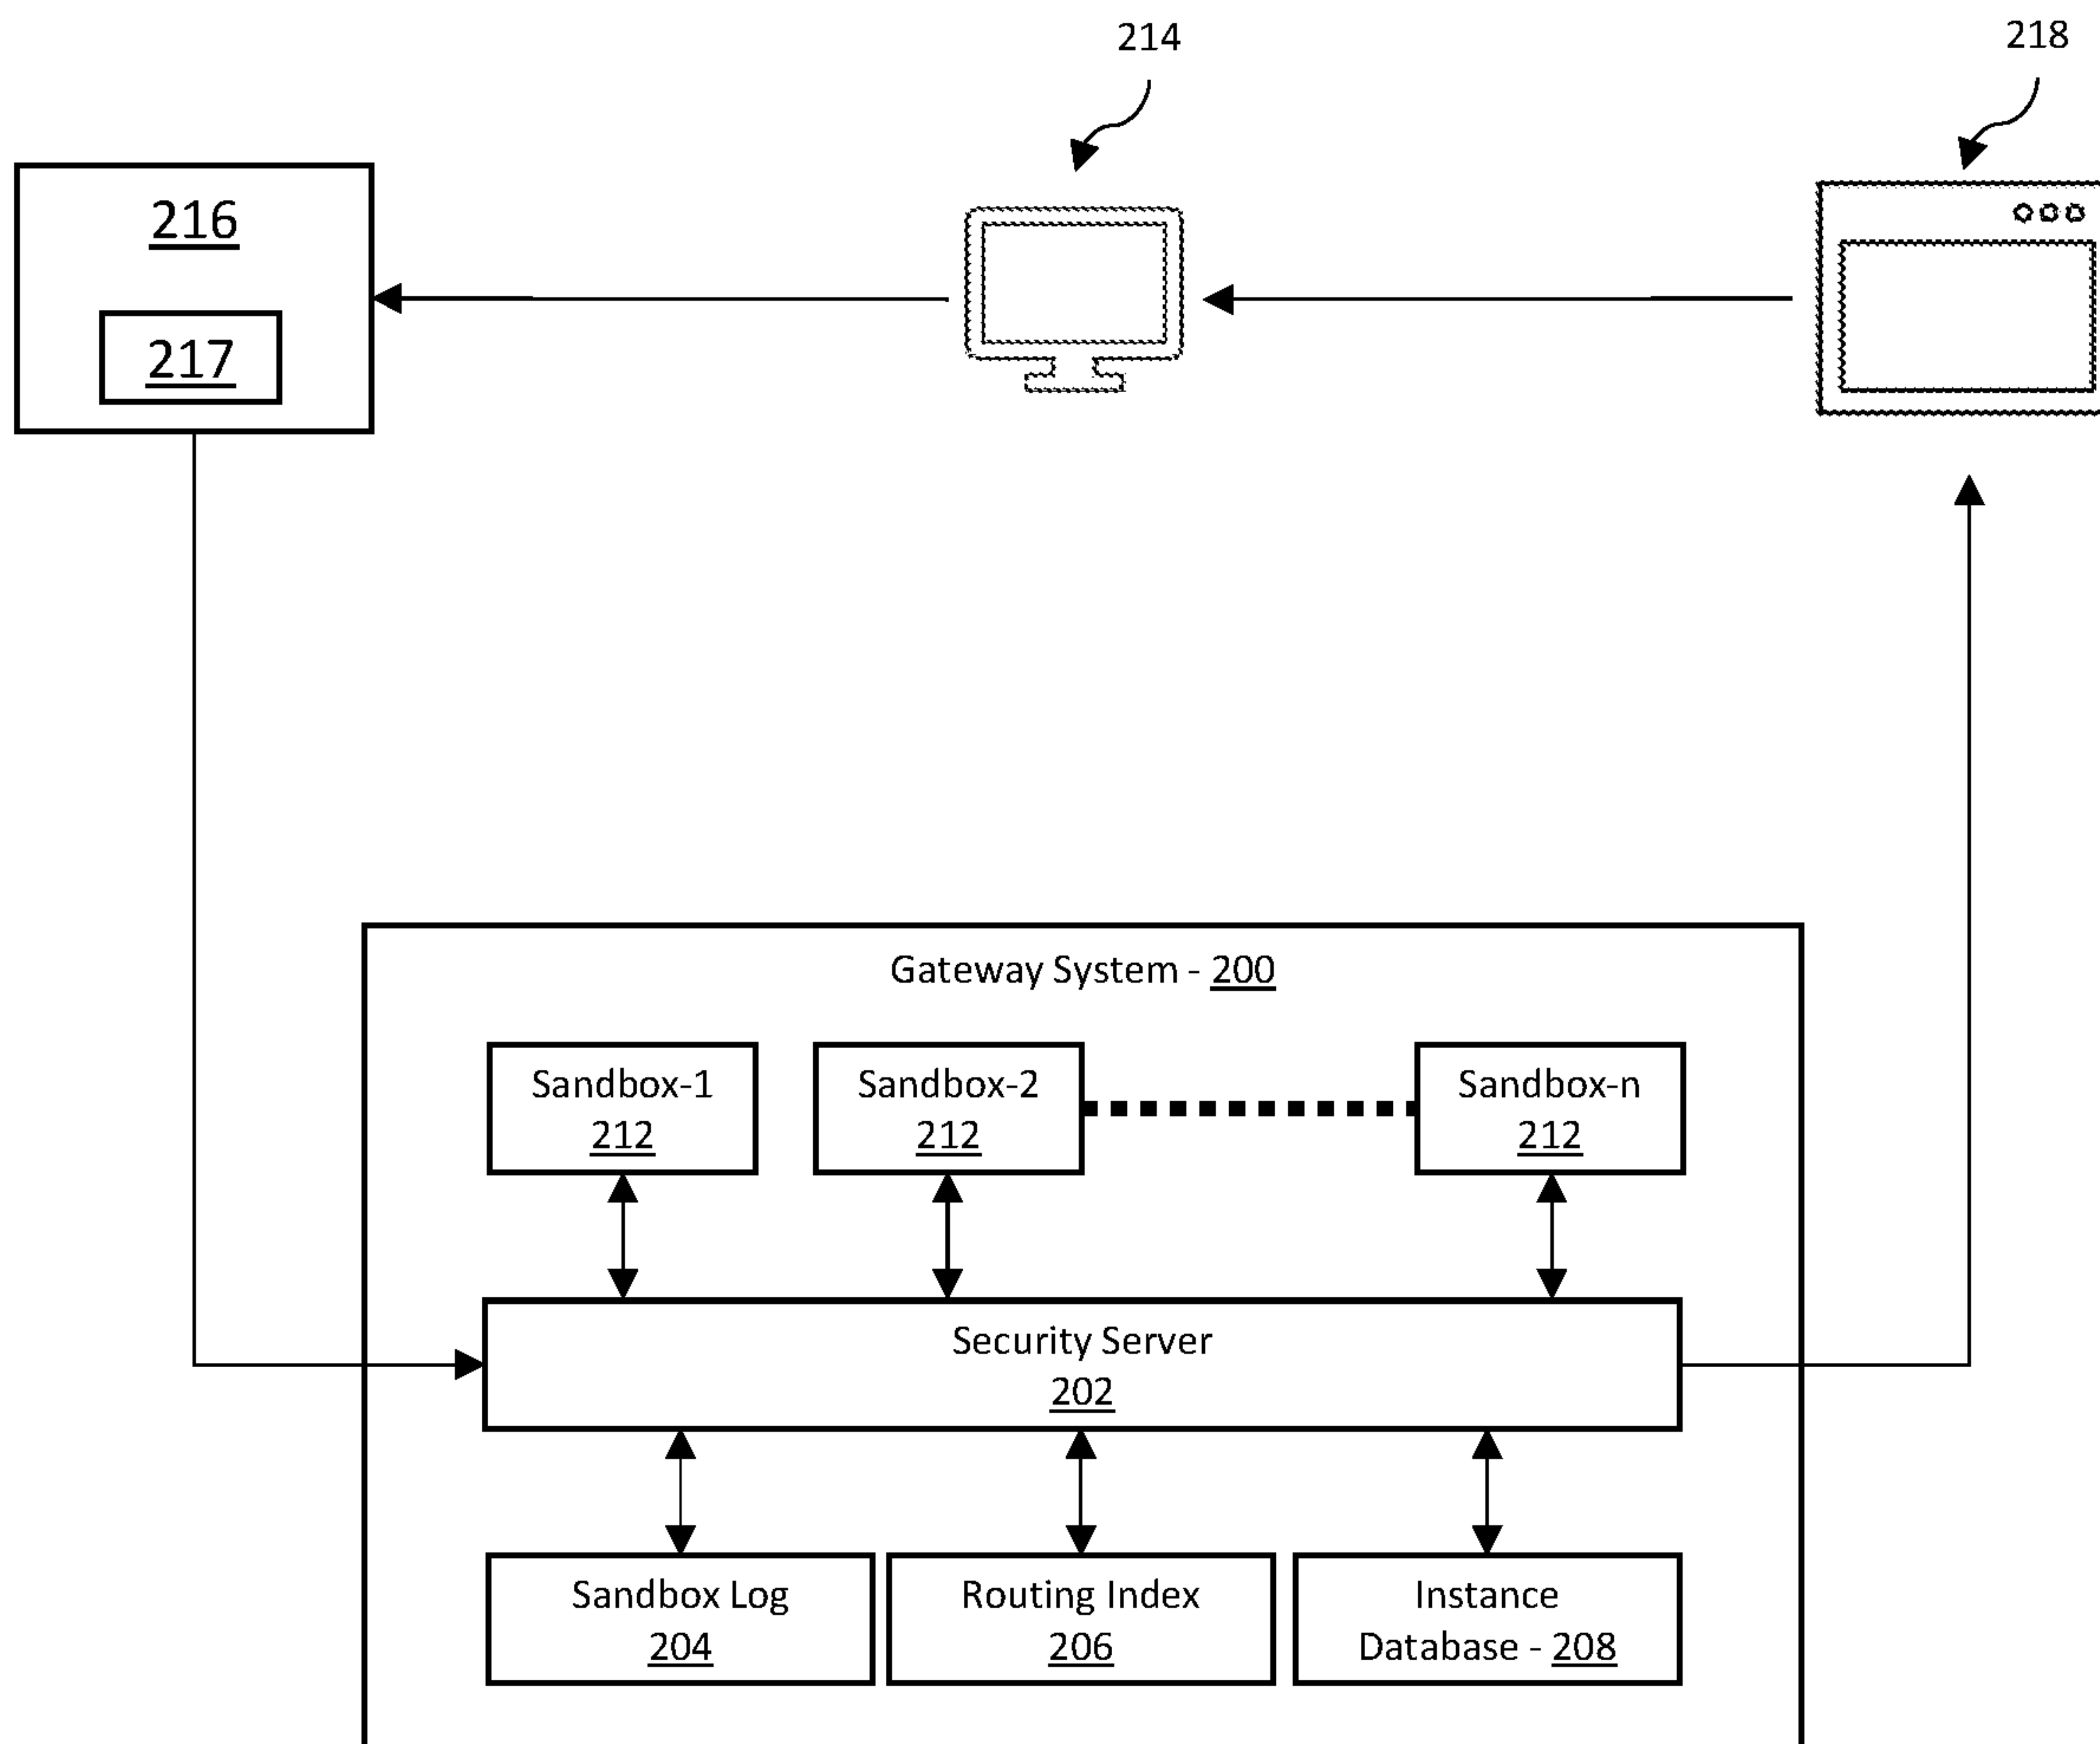 214
218
216
217
Gateway System - 200
Sandbox-1
212
Sandbox-2
212
Sandbox-n
212
Security Server
202
Sandbox Log
204
Routing Index
206
Instance
Database - 208